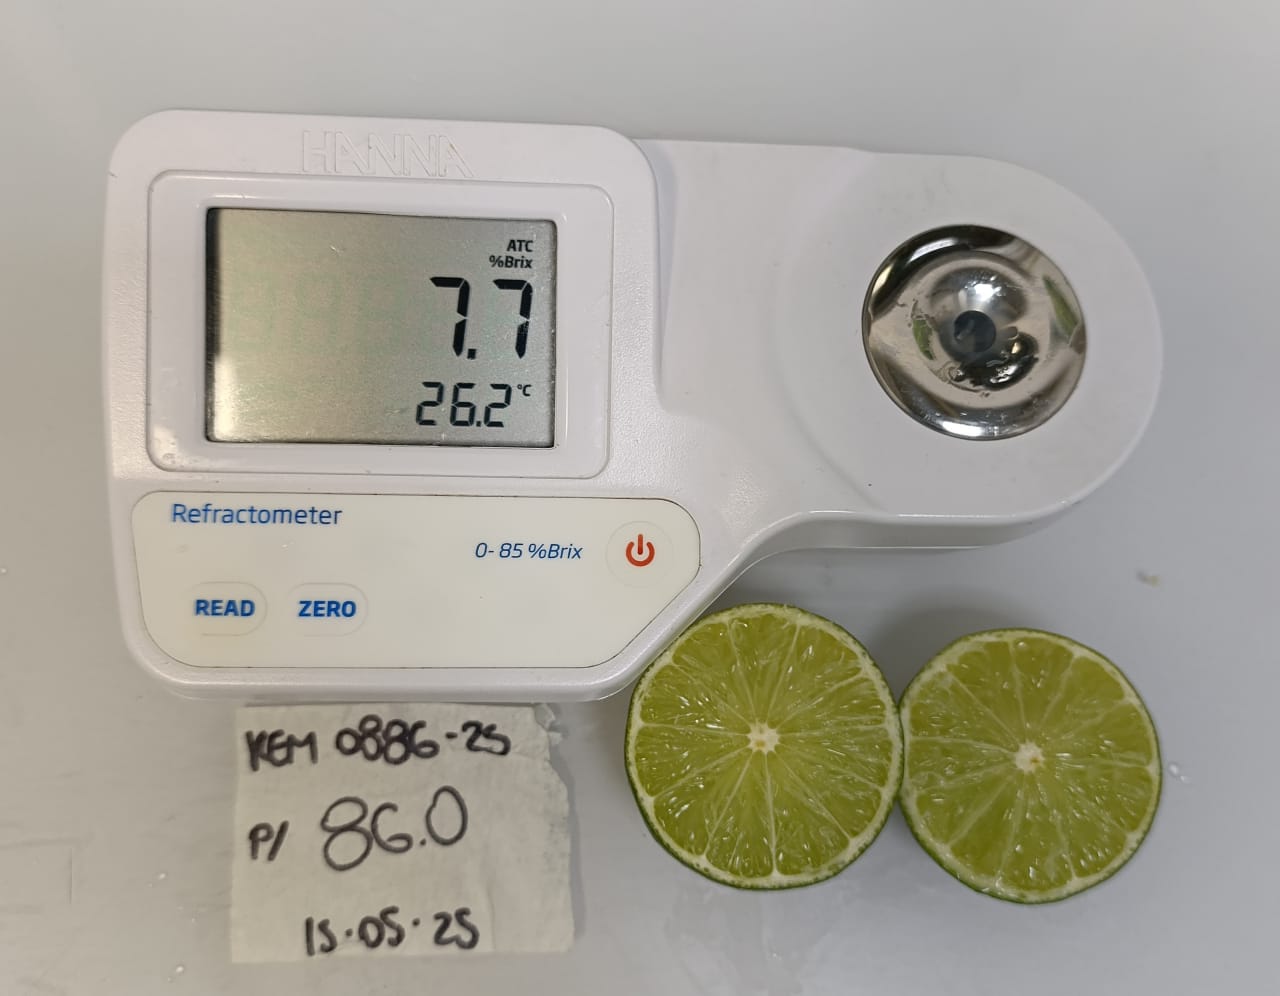 HANNA
ATC
%Brix
7.7
26.2°C
Refractometer
0-85 %Brix
READ ZERO
KEM 0886-25
P/ 86.0
15.05.25